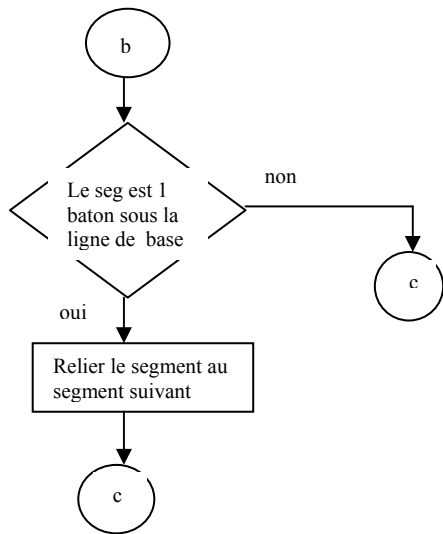 b
Le seg est 1
baton sous la
ligne de base
non
c
oui
Relier le segment au
segment suivant
c